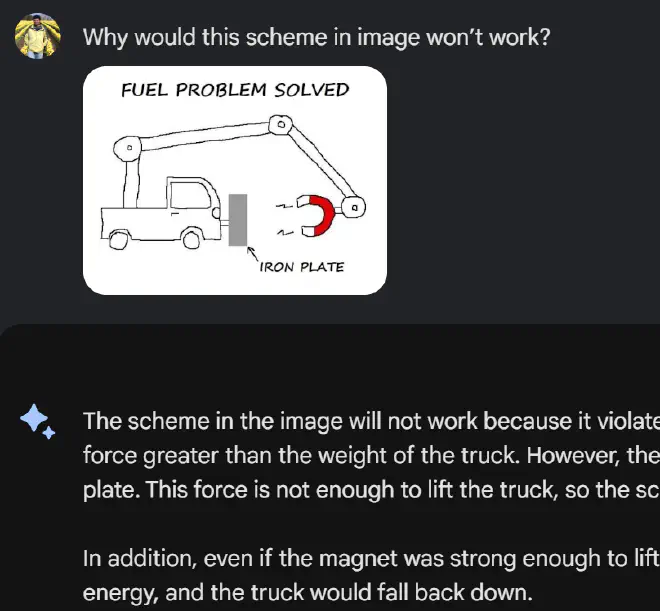 Why would this scheme in image won't work?
FUEL PROBLEM SOLVED
IRON PLATE
The scheme in the image will not work because it violate
force greater than the weight of the truck. However, the
plate. This force is not enough to lift the truck, so the sc
In addition, even if the magnet was strong enough to lift
energy, and the truck would fall back down.